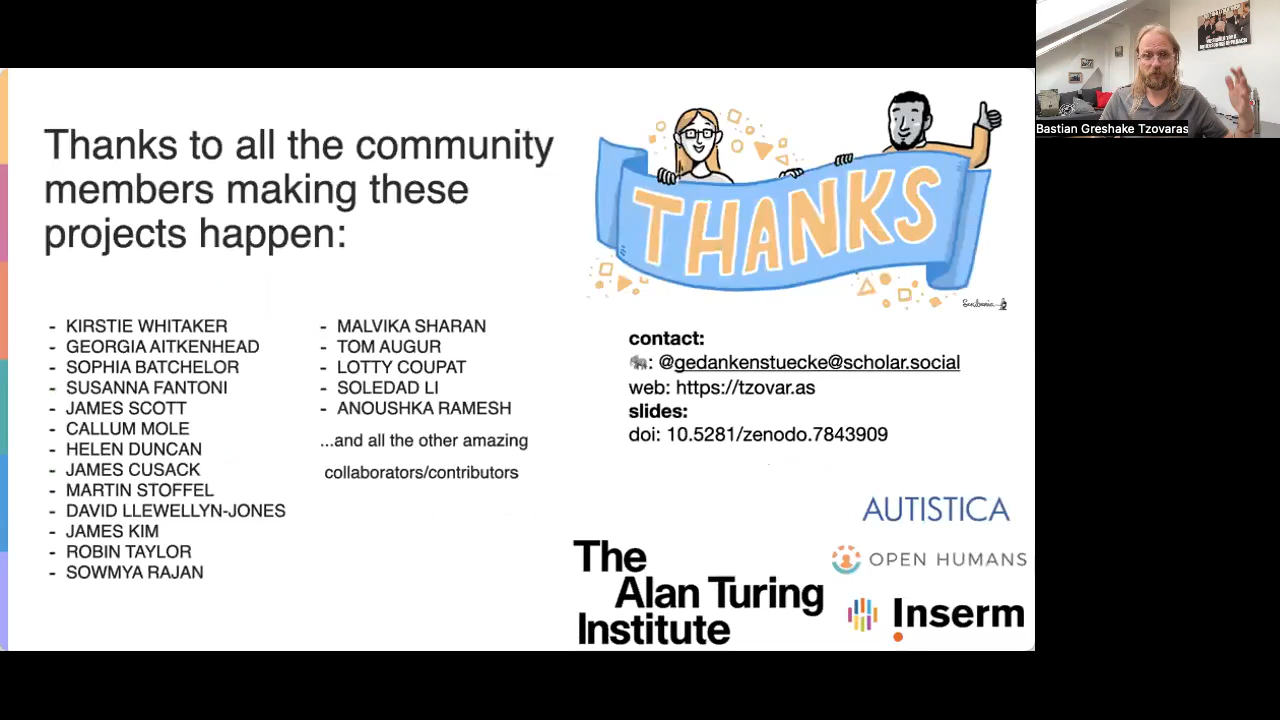 Thanks to all the community
members making these
projects happen:
- KIRSTIE WHITAKER
- GEORGIA AITKENHEAD
- SOPHIA BATCHELOR
- SUSANNA FANTONI
- JAMES SCOTT
- CALLUM MOLE
- HELEN DUNCAN
- JAMES CUSACK
- MARTIN STOFFEL
- DAVID LLEWELLYN-JONES
- JAMES KIM
- ROBIN TAYLOR
- SOWMYA RAJAN
- MALVIKA SHARAN
- TOM AUGUR
- LOTTY COUPAT
- SOLEDAD LI
- ANOUSHKA RAMESH
...and all the other amazing
collaborators/contributors
THANKS
Scriberia
contact:
🐘: @gedankenstuecke@scholar.social
web: https://tzovar.as
slides:
doi: 10.5281/zenodo.7843909
AUTISTICA
OPEN HUMANS
The
Alan Turing
Institute
Inserm
Bastian Greshake Tzovaras